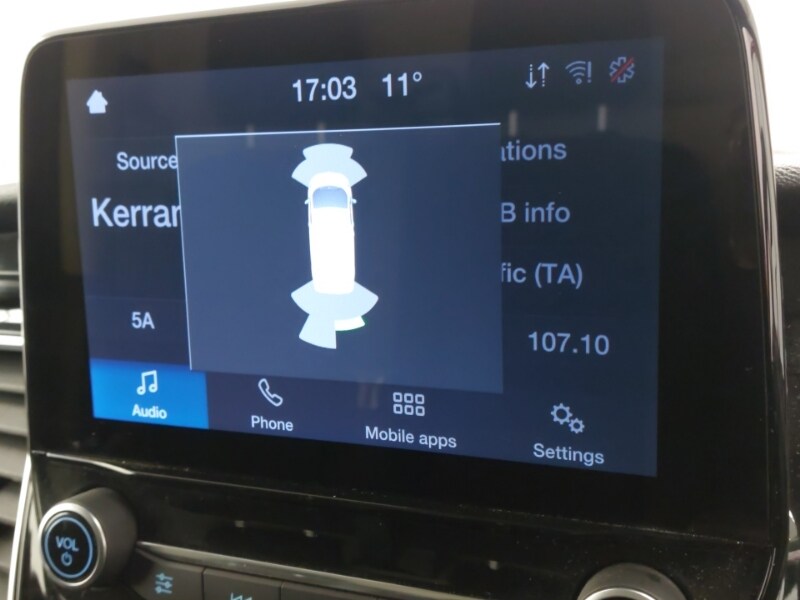 17:03 11°
Source
ations
Kerran
B info
fic (TA)
5A
107.10
Audio
Phone
Mobile apps
Settings
VOL